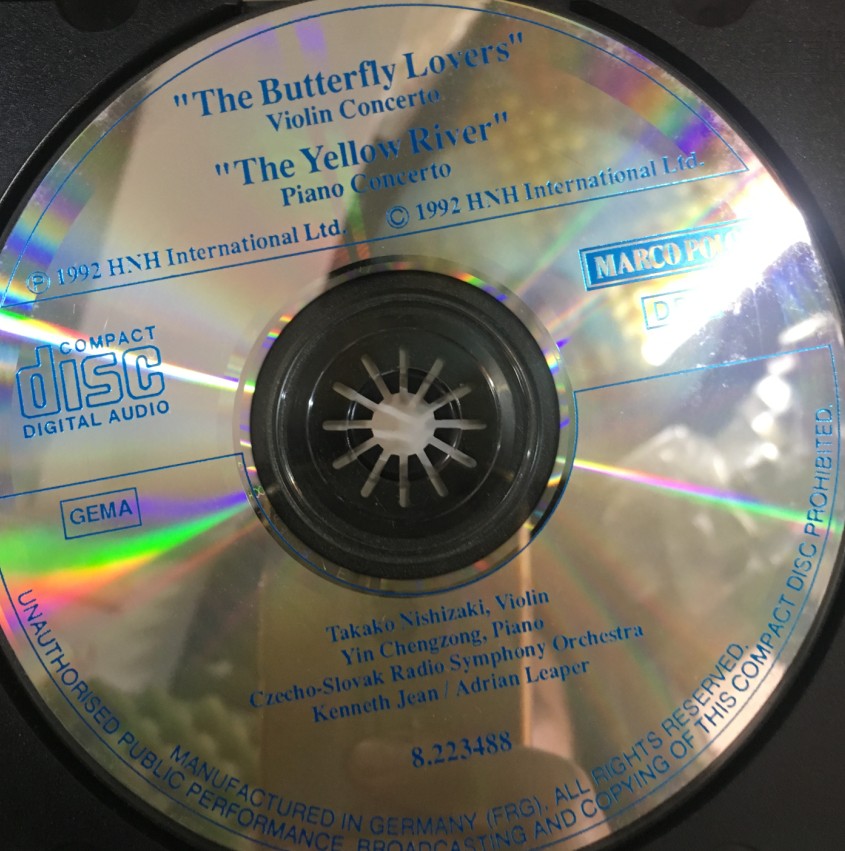 "The Butterfly Lovers"
Violin Concerto
"The Yellow River"
Piano Concerto
Ⓟ 1992 HNH International Ltd. © 1992 HNH International Ltd.
MARCO POLO
COMPACT
disc
DIGITAL AUDIO
GEMA
Takako Nishizaki, Violin
Yin Chengzong, Piano
Czecho-Slovak Radio Symphony Orchestra
Kenneth Jean / Adrian Leaper
8.223488
MANUFACTURED IN GERMANY (FRG). ALL RIGHTS RESERVED.
UNAUTHORISED PUBLIC PERFORMANCE, BROADCASTING AND COPYING OF THIS COMPACT DISC PROHIBITED.